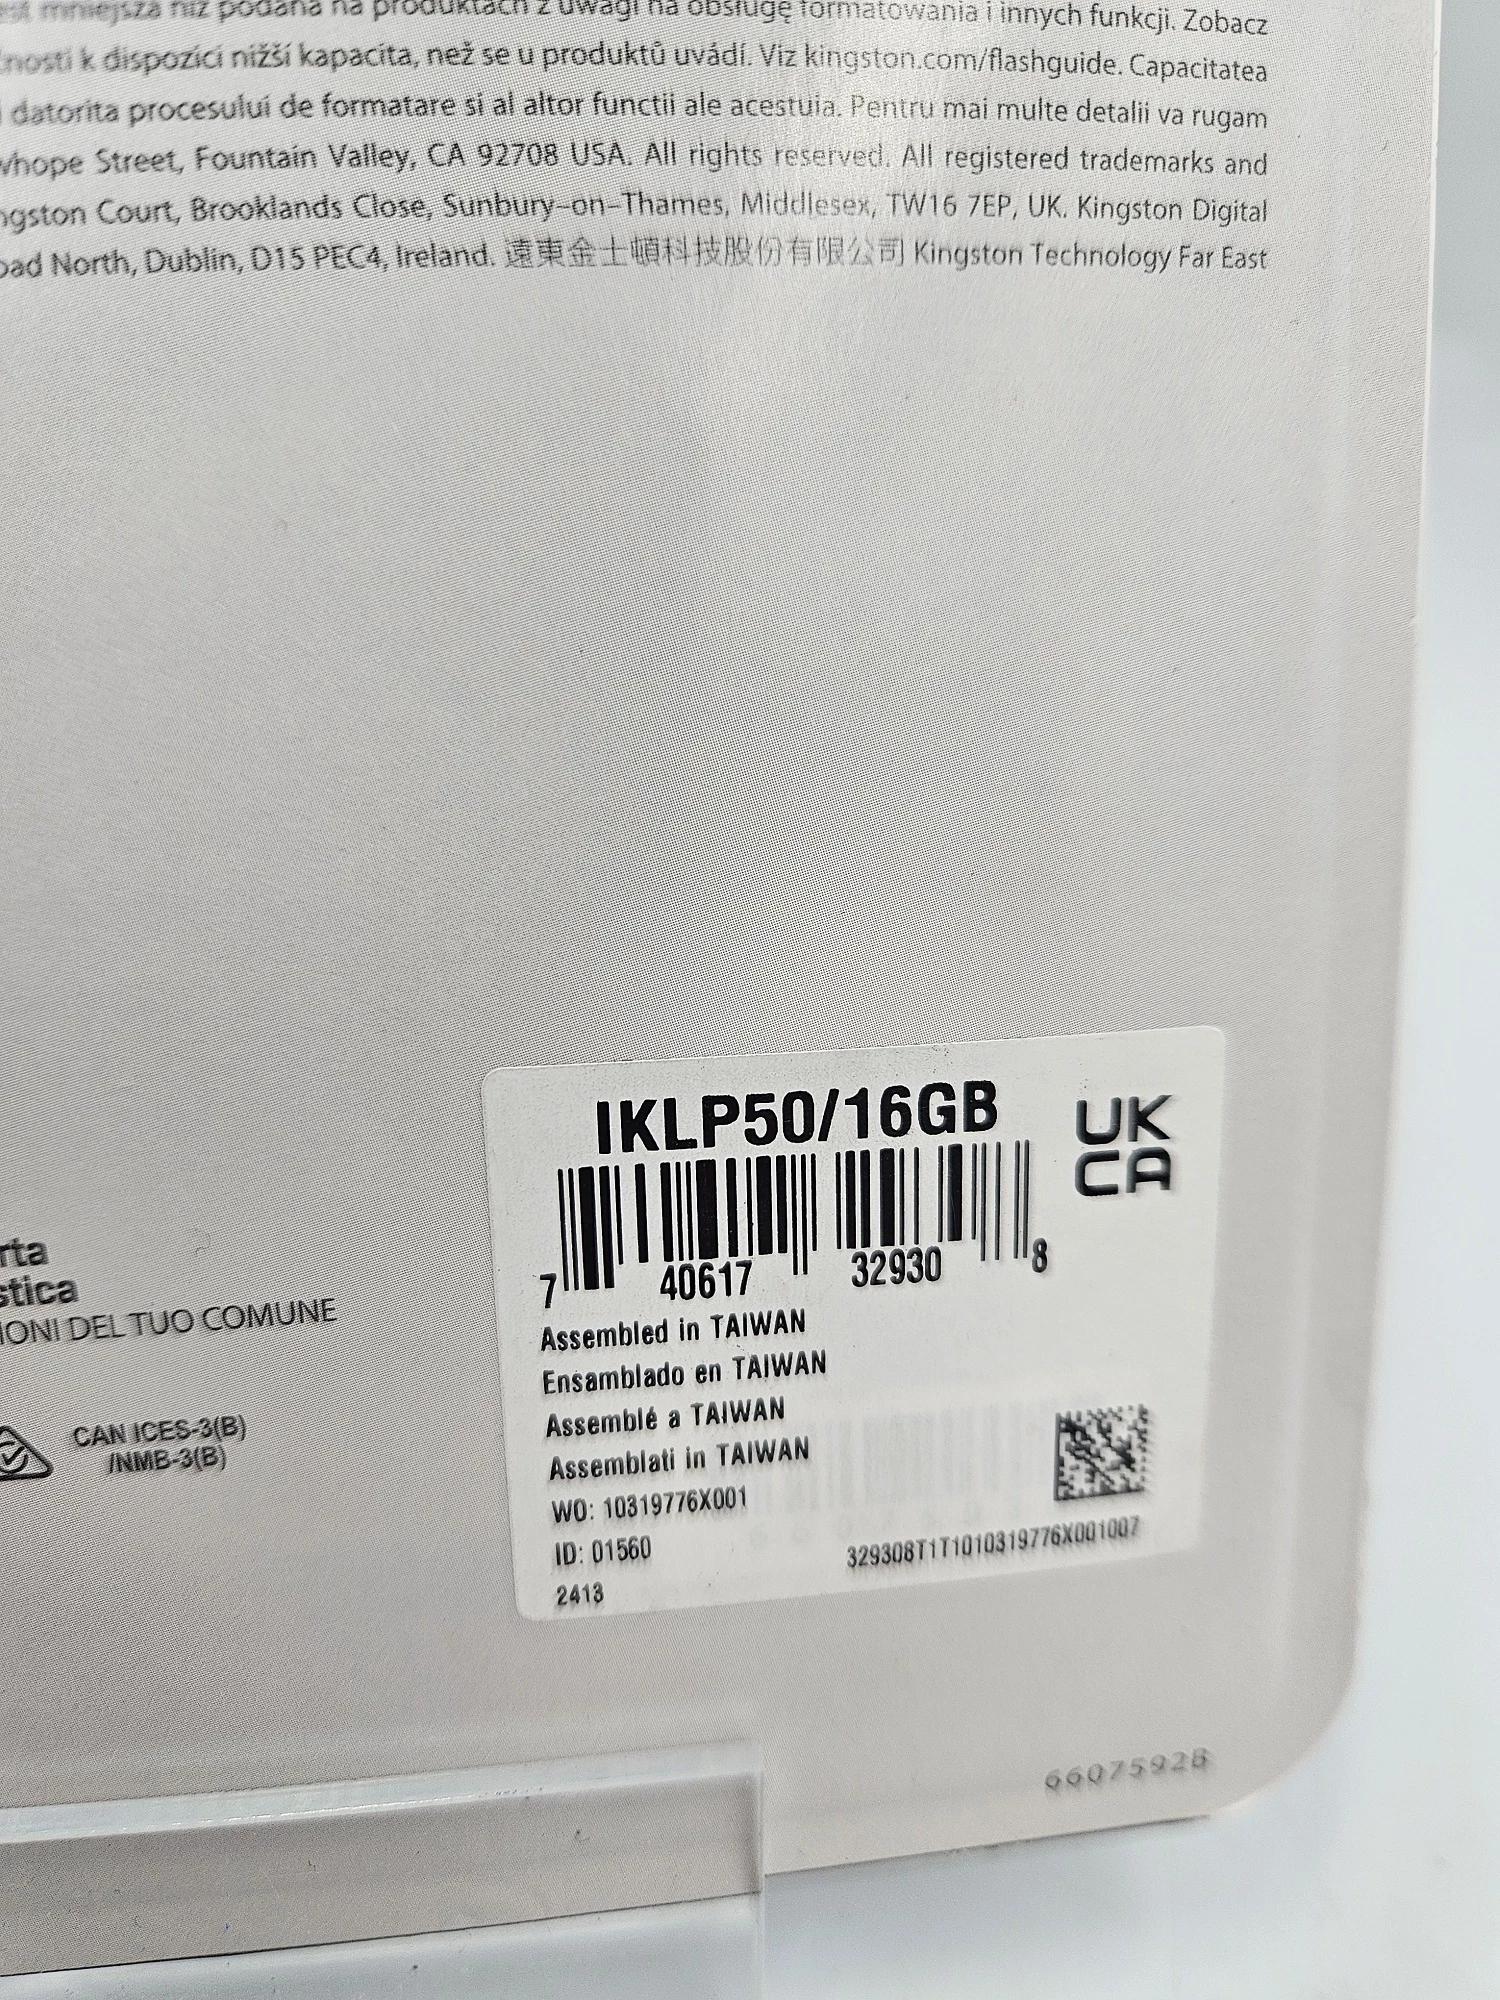 est mniejsza niż podana na produktach z uwagi na obsługę formatowania i innych funkcji. Zobacz
k dispozici nižší kapacita, než se u produktů uvádí. Viz kingston.com/flashguide. Capacitatea
datorita procesului de formatare si al altor functii ale acestuia. Pentru mai multe detalii va rugam
whope Street, Fountain Valley, CA 92708 USA. All rights reserved. All registered trademarks and
ngston Court, Brooklands Close, Sunbury-on-Thames, Middlesex, TW16 7EP, UK. Kingston Digital
oad North, Dublin, D15 PEC4, Ireland. 遠東金士頓科技股份有限公司 Kingston Technology Far East
IKLP50/16GB
UK
CA
7 40617 32930 8
Assembled in TAIWAN
Ensamblado en TAIWAN
Assemblé a TAIWAN
Assemblati in TAIWAN
WO: 10319776X001
ID: 01560
2413
329308T1T1010319776X001007
rta
stica
IONI DEL TUO COMUNE
CAN ICES-3(B)
/NMB-3(B)
6607592B